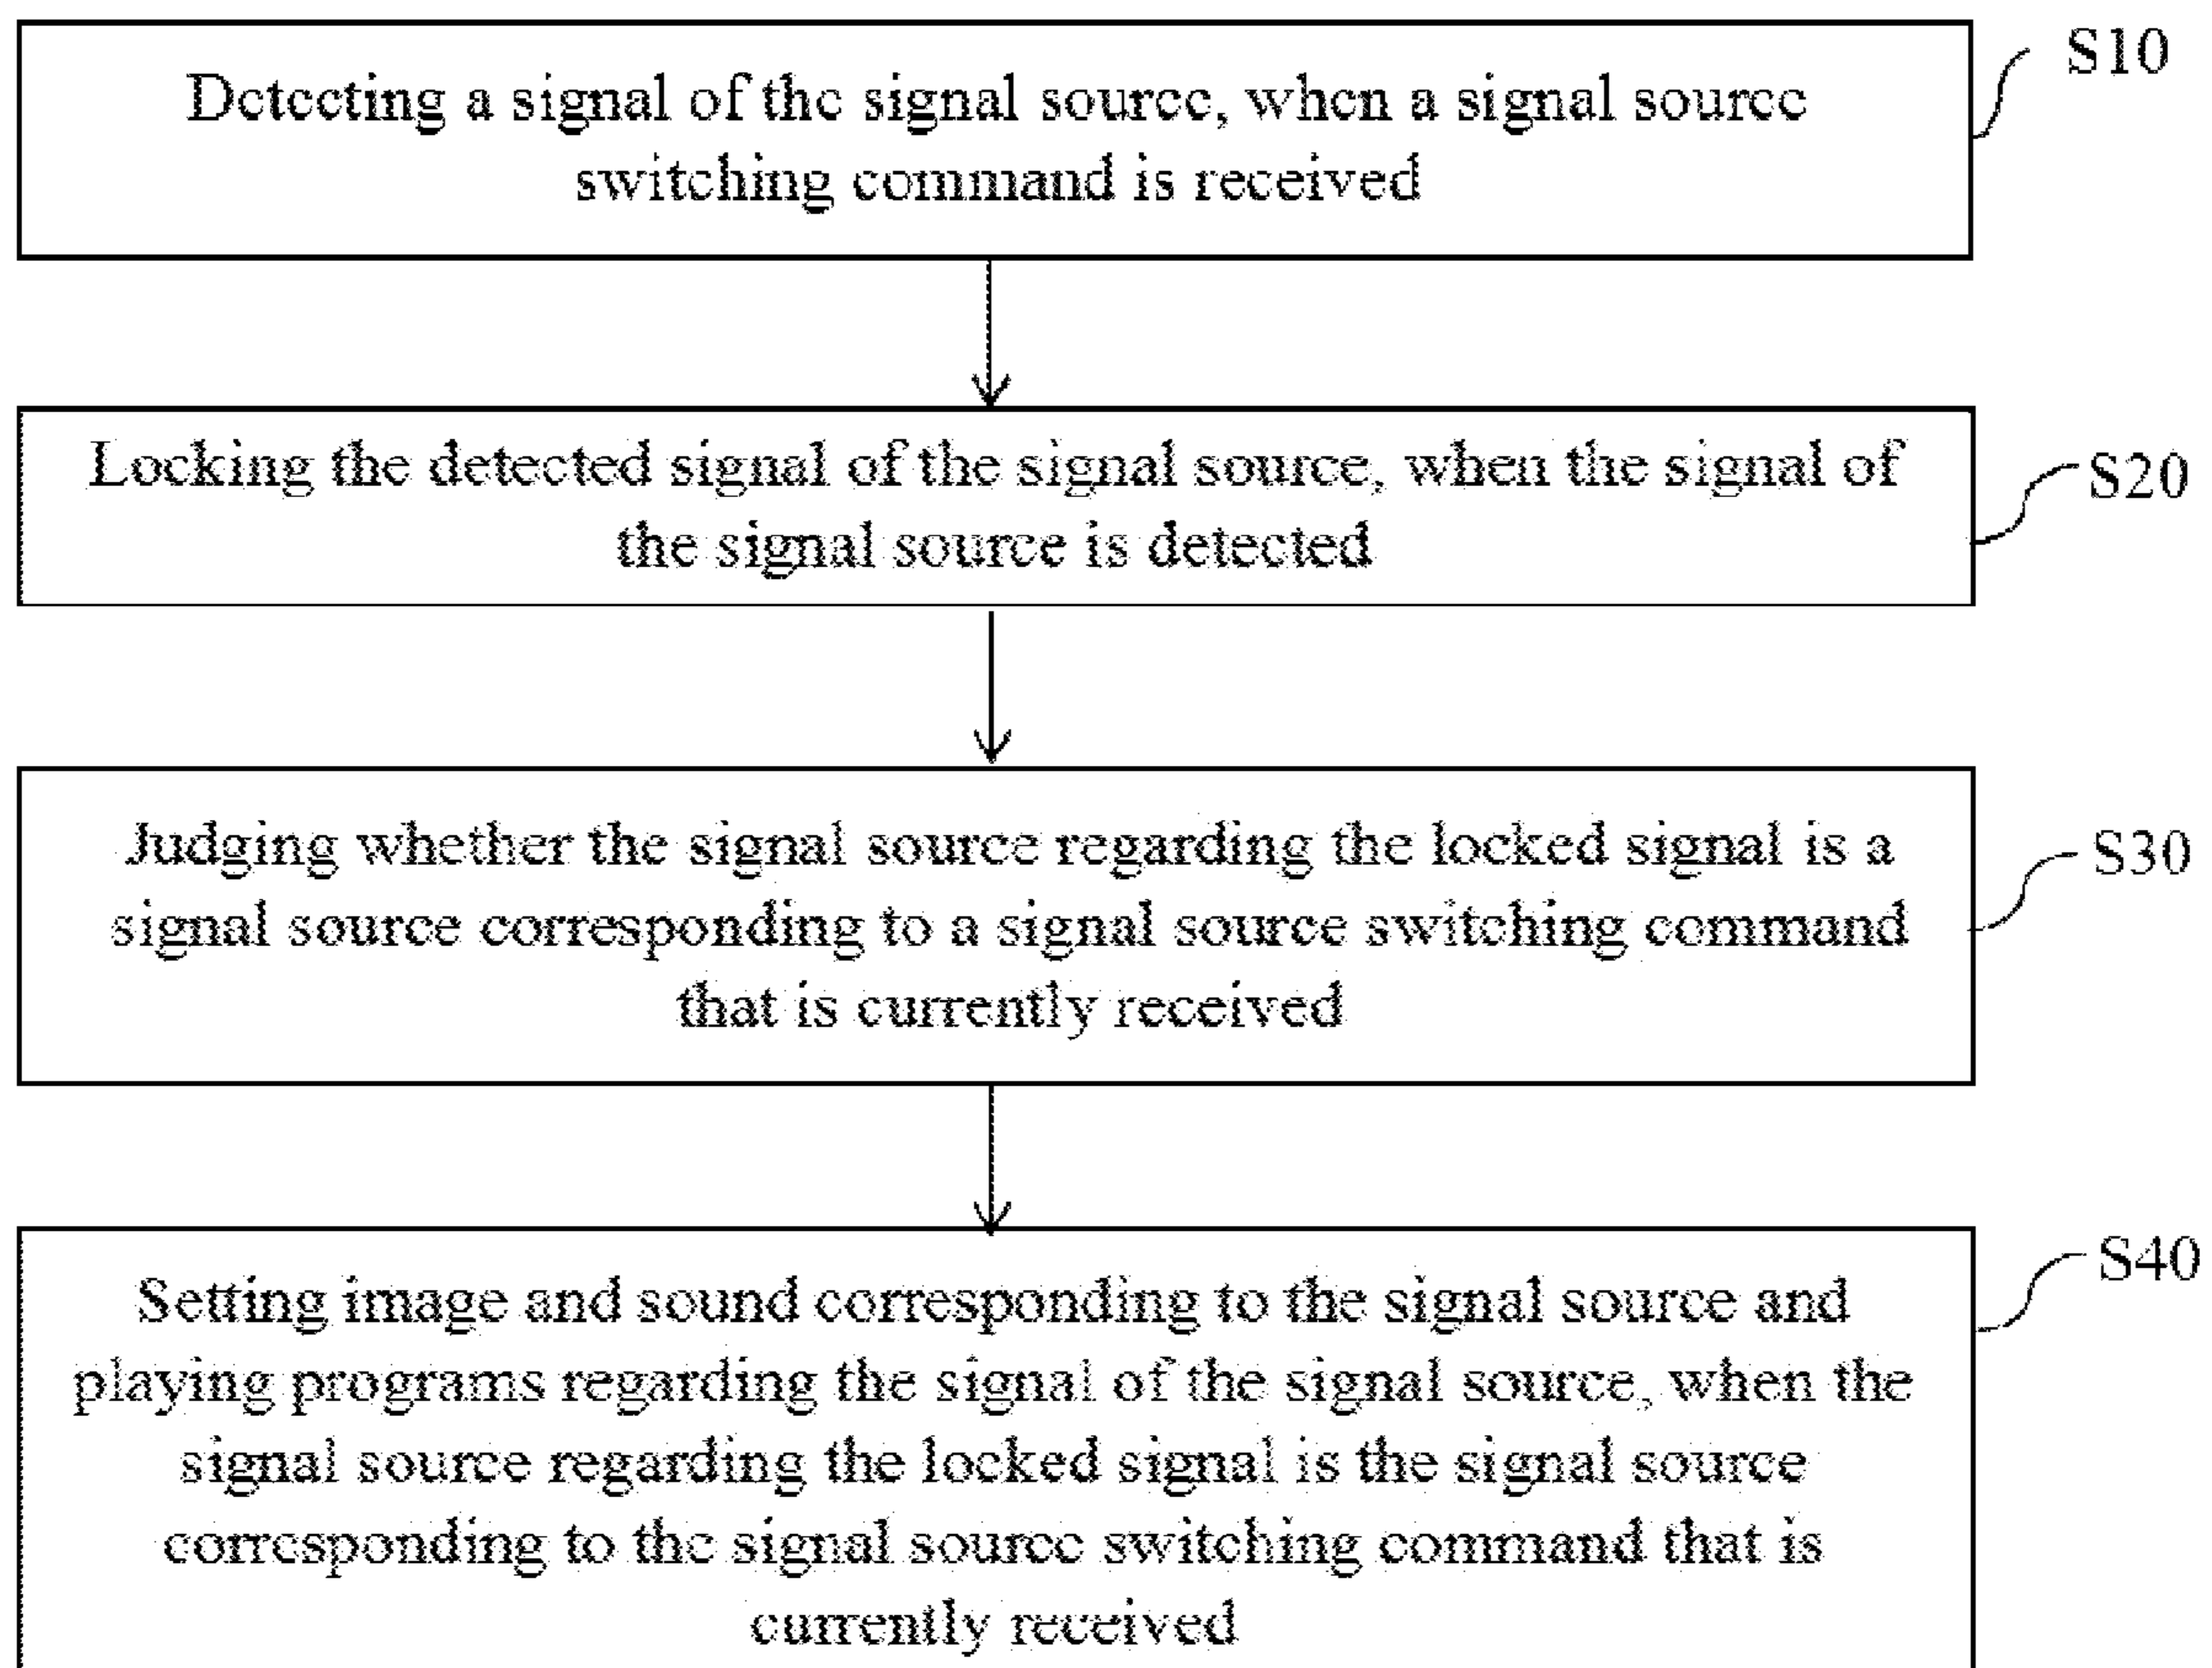 Detecting a signal of the signal source, when a signal source
switching command is received
S10
Locking the detected signal of the signal source, when the signal of
the signal source is detected
S20
Judging whether the signal source regarding the locked signal is a
signal source corresponding to a signal source switching command
that is currently received
S30
Setting image and sound corresponding to the signal source and
playing programs regarding the signal of the signal source, when the
signal source regarding the locked signal is the signal source
corresponding to the signal source switching command that is
currently received
S40